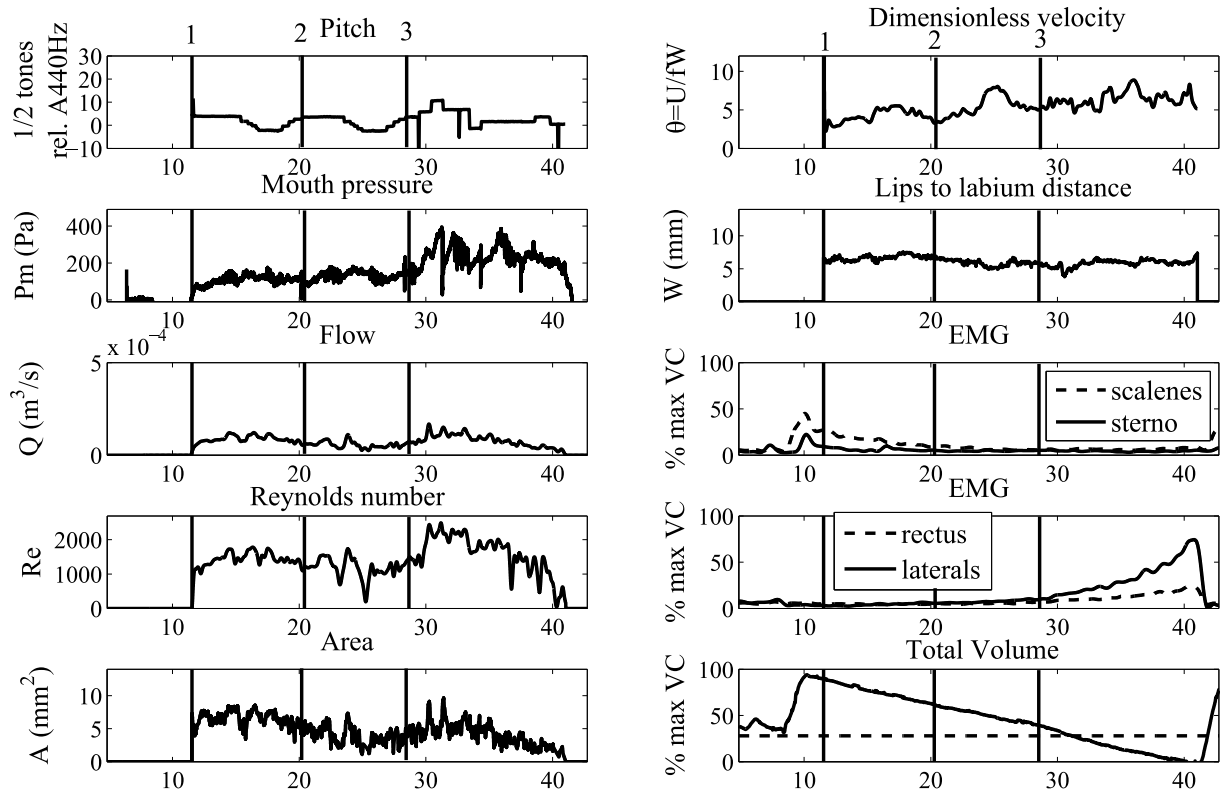 Pitch
1 2 3
1/2 tones
rel. A440Hz
30
20
10
0
−10
10 20 30 40
Mouth pressure
Pm (Pa)
400
200
0
10 20 30 40
Flow
x 10⁻⁴
Q (m³/s)
5
0
10 20 30 40
Reynolds number
Re
2000
1000
0
10 20 30 40
Area
A (mm²)
10
5
0
10 20 30 40
Dimensionless velocity
1 2 3
θ=U/fW
10
5
0
10 20 30 40
Lips to labium distance
W (mm)
10
5
0
10 20 30 40
EMG
% max VC
100
50
0
scalenes
sterno
10 20 30 40
EMG
% max VC
100
50
0
rectus
laterals
10 20 30 40
Total Volume
% max VC
100
50
0
10 20 30 40